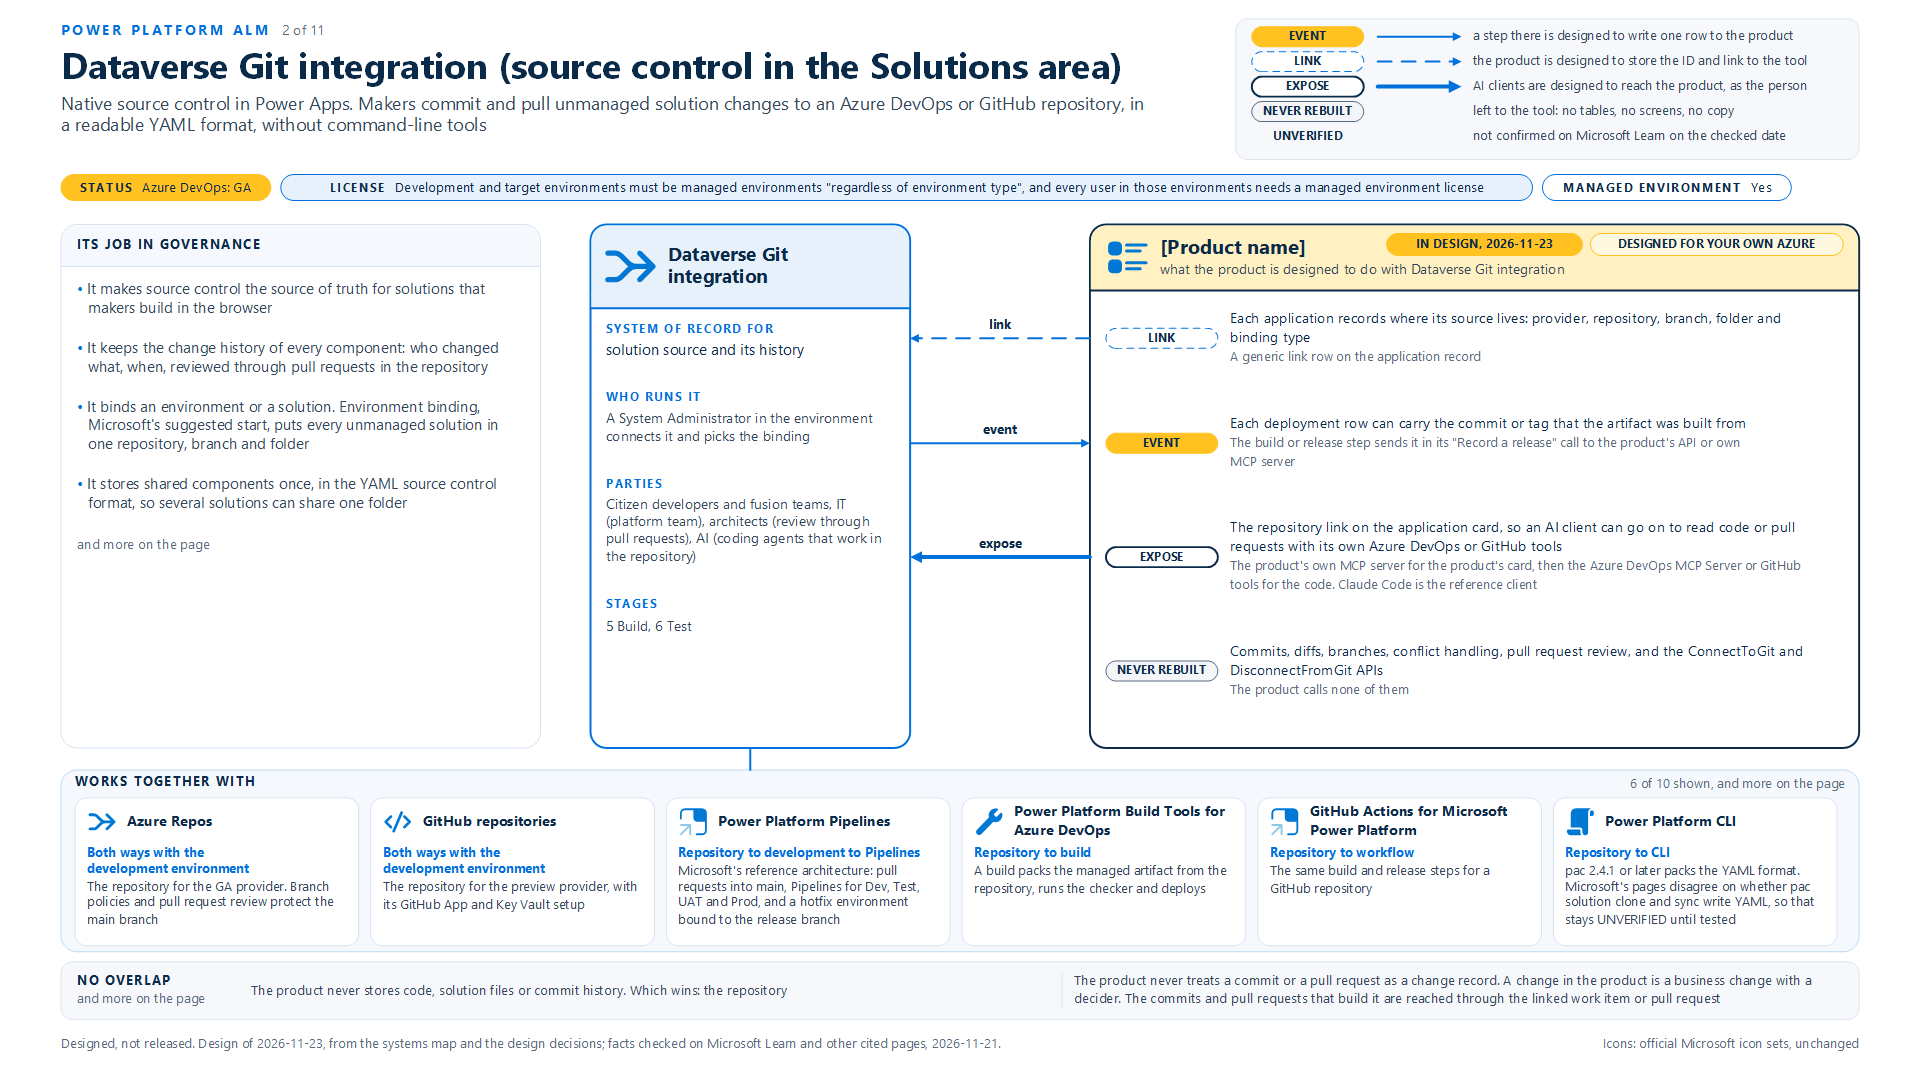 POWER PLATFORM ALM 2 of 11
Dataverse Git integration (source control in the Solutions area)
Native source control in Power Apps. Makers commit and pull unmanaged solution changes to an Azure DevOps or GitHub repository, in
a readable YAML format, without command-line tools
EVENT a step there is designed to write one row to the product
LINK the product is designed to store the ID and link to the tool
EXPOSE AI clients are designed to reach the product, as the person
NEVER REBUILT left to the tool: no tables, no screens, no copy
UNVERIFIED not confirmed on Microsoft Learn on the checked date
STATUS Azure DevOps: GA
LICENSE Development and target environments must be managed environments "regardless of environment type", and every user in those environments needs a managed environment license
MANAGED ENVIRONMENT Yes
ITS JOB IN GOVERNANCE
• It makes source control the source of truth for solutions that
makers build in the browser
• It keeps the change history of every component: who changed
what, when, reviewed through pull requests in the repository
• It binds an environment or a solution. Environment binding,
Microsoft's suggested start, puts every unmanaged solution in
one repository, branch and folder
• It stores shared components once, in the YAML source control
format, so several solutions can share one folder
and more on the page
Dataverse Git
integration
SYSTEM OF RECORD FOR
solution source and its history
WHO RUNS IT
A System Administrator in the environment
connects it and picks the binding
PARTIES
Citizen developers and fusion teams, IT
(platform team), architects (review through
pull requests), AI (coding agents that work in
the repository)
STAGES
5 Build, 6 Test
link
event
expose
[Product name]
IN DESIGN, 2026-11-23
DESIGNED FOR YOUR OWN AZURE
what the product is designed to do with Dataverse Git integration
LINK
Each application records where its source lives: provider, repository, branch, folder and
binding type
A generic link row on the application record
EVENT
Each deployment row can carry the commit or tag that the artifact was built from
The build or release step sends it in its "Record a release" call to the product's API or own
MCP server
EXPOSE
The repository link on the application card, so an AI client can go on to read code or pull
requests with its own Azure DevOps or GitHub tools
The product's own MCP server for the product's card, then the Azure DevOps MCP Server or GitHub
tools for the code. Claude Code is the reference client
NEVER REBUILT
Commits, diffs, branches, conflict handling, pull request review, and the ConnectToGit and
DisconnectFromGit APIs
The product calls none of them
WORKS TOGETHER WITH
6 of 10 shown, and more on the page
Azure Repos
Both ways with the
development environment
The repository for the GA provider. Branch
policies and pull request review protect the
main branch
GitHub repositories
Both ways with the
development environment
The repository for the preview provider, with
its GitHub App and Key Vault setup
Power Platform Pipelines
Repository to development to Pipelines
Microsoft's reference architecture: pull
requests into main, Pipelines for Dev, Test,
UAT and Prod, and a hotfix environment
bound to the release branch
Power Platform Build Tools for
Azure DevOps
Repository to build
A build packs the managed artifact from the
repository, runs the checker and deploys
GitHub Actions for Microsoft
Power Platform
Repository to workflow
The same build and release steps for a
GitHub repository
Power Platform CLI
Repository to CLI
pac 2.4.1 or later packs the YAML format.
Microsoft's pages disagree on whether pac
solution clone and sync write YAML, so that
stays UNVERIFIED until tested
NO OVERLAP
and more on the page
The product never stores code, solution files or commit history. Which wins: the repository
The product never treats a commit or a pull request as a change record. A change in the product is a business change with a
decider. The commits and pull requests that build it are reached through the linked work item or pull request
Designed, not released. Design of 2026-11-23, from the systems map and the design decisions; facts checked on Microsoft Learn and other cited pages, 2026-11-21.
Icons: official Microsoft icon sets, unchanged